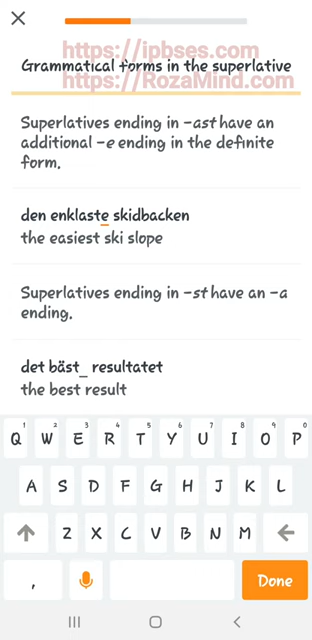 https://ipbses.com
Grammatical forms in the superlative
https://RozaMind.com
Superlatives ending in -ast have an
additional -e ending in the definite
form.
den enklaste skidbacken
the easiest ski slope
Superlatives ending in -st have an -a
ending.
det bäst_ resultatet
the best result
1 2 3 4 5 6 7 8 9 0
Q W E R T Y U I O P
A S D F G H J K L
Z X C V B N M
, Done